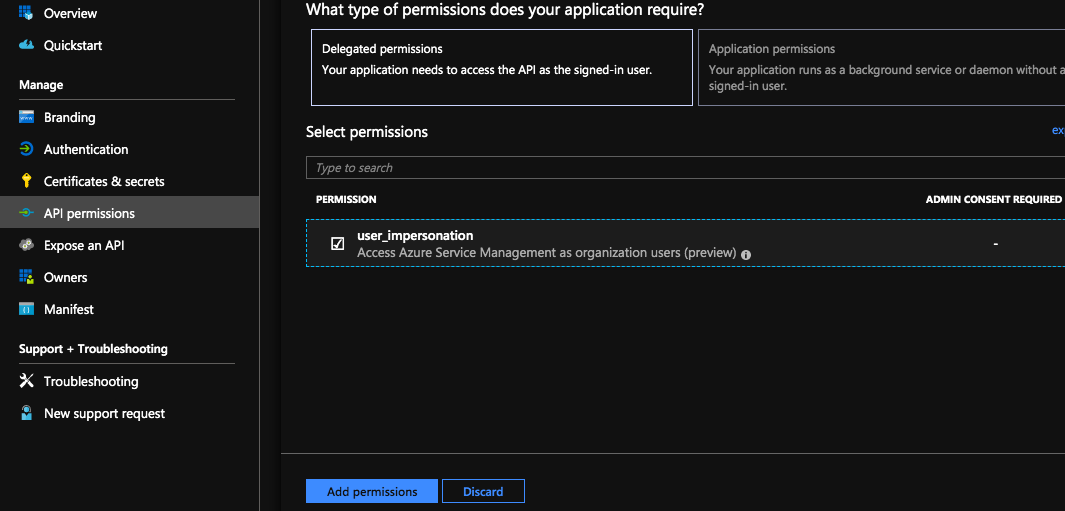 Overview
Quickstart
Manage
Branding
Authentication
Certificates & secrets
API permissions
Expose an API
Owners
Manifest
Support + Troubleshooting
Troubleshooting
New support request
What type of permissions does your application require?
Delegated permissions
Your application needs to access the API as the signed-in user.
Application permissions
Your application runs as a background service or daemon without a
signed-in user.
Select permissions
exp
Type to search
PERMISSION
ADMIN CONSENT REQUIRED
user_impersonation
Access Azure Service Management as organization users (preview)
-
Add permissions
Discard